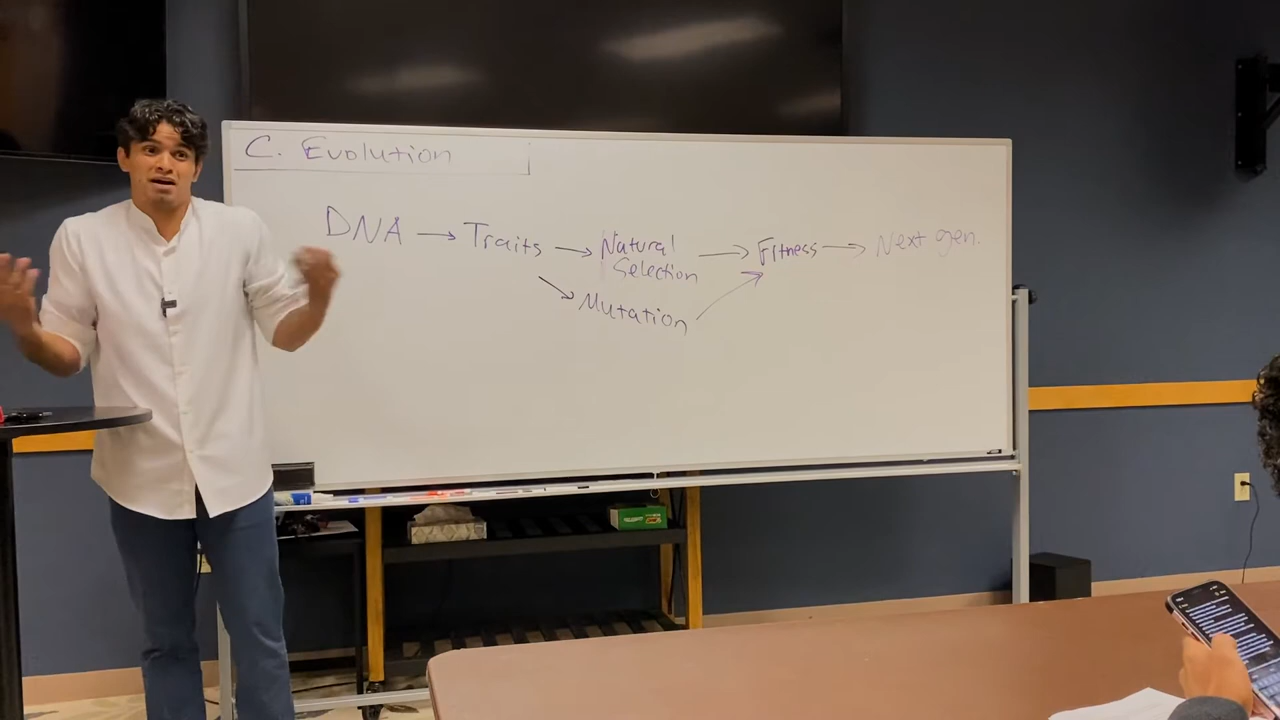 C. Evolution
DNA → Traits → Natural Selection → Fitness → Next gen.
Mutation